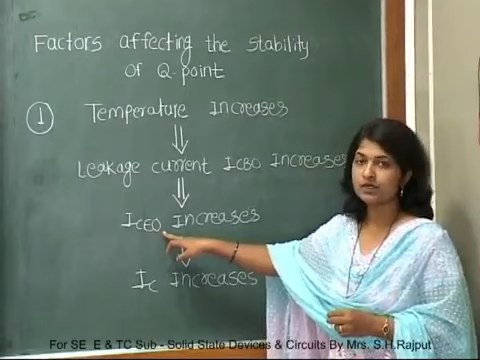 Factors affecting the stability
of Q-point
1 Temperature Increases
Leakage current ICBO Increases
ICEO Increases
IC Increases
For SE E & TC Sub - Solid State Devices & Circuits By Mrs. S.H.Rajput